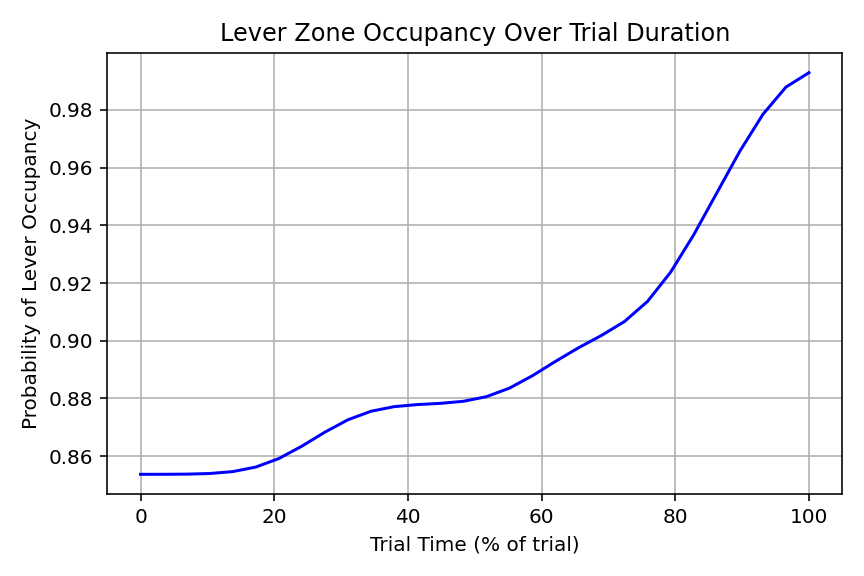 Lever Zone Occupancy Over Trial Duration
Probability of Lever Occupancy
0.98
0.96
0.94
0.92
0.90
0.88
0.86
0 20 40 60 80 100
Trial Time (% of trial)